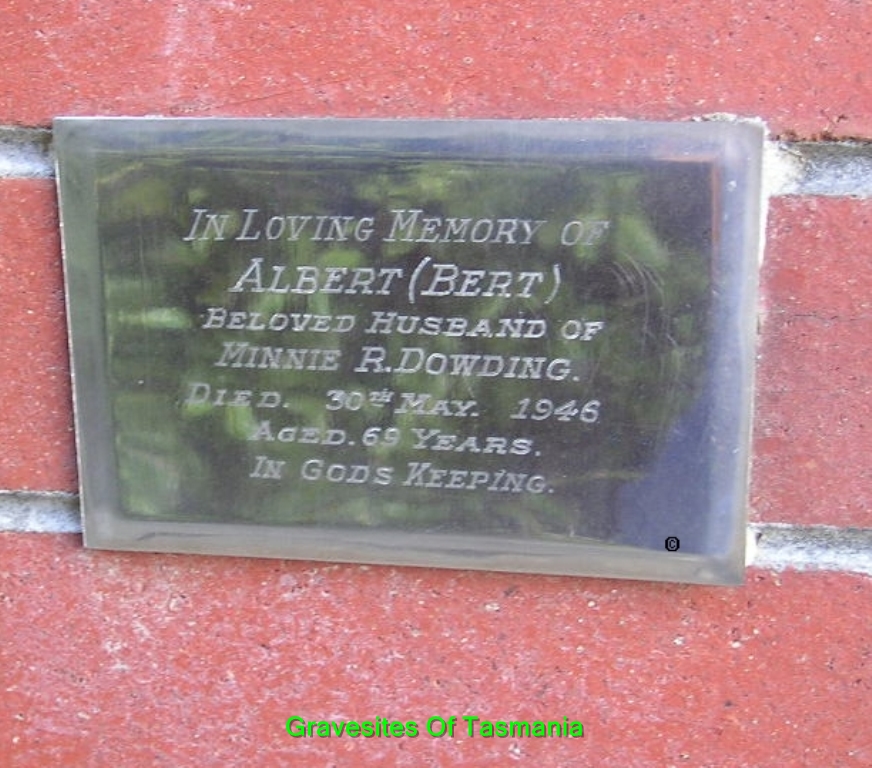 In Loving Memory of
Albert (Bert)
Beloved Husband of
Minnie R. Dowding.
Died. 30th May. 1946
Aged. 69 Years.
In Gods Keeping.
©
Gravesites Of Tasmania